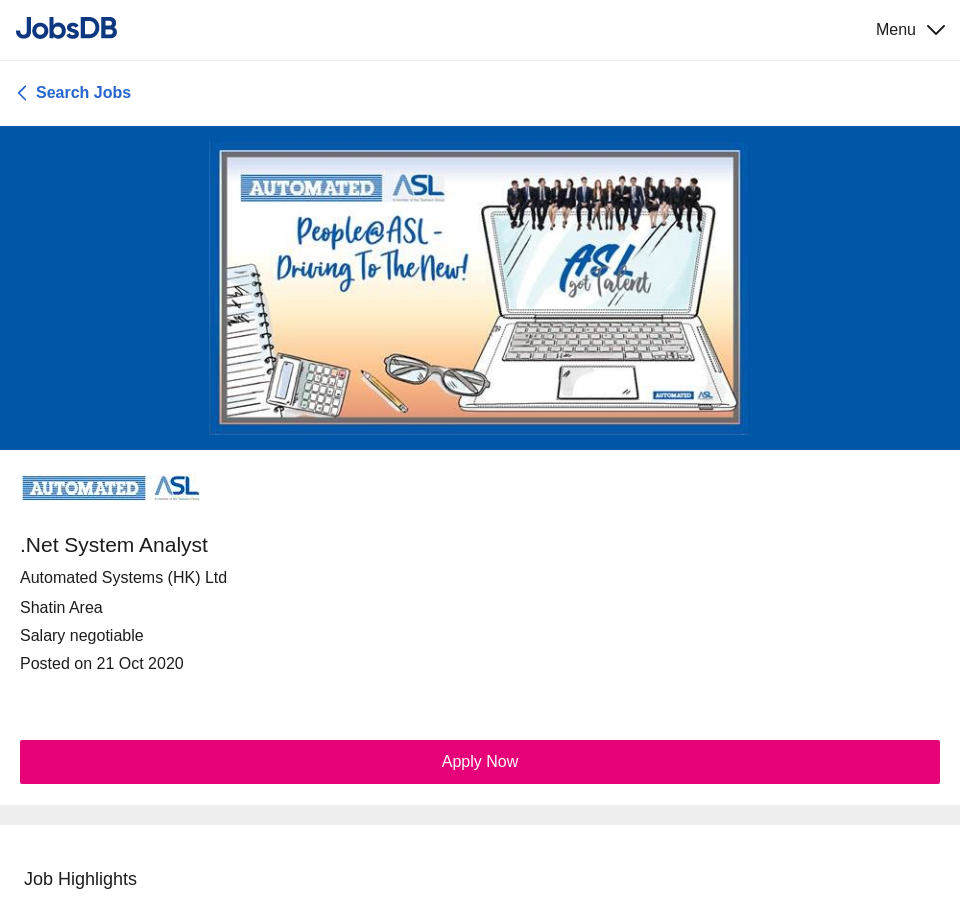 JobsDB
Menu
Search Jobs
AUTOMATED ASL
People@ASL -
Driving To The New!
ASL
got Talent
AUTOMATED ASL
AUTOMATED ASL
.Net System Analyst
Automated Systems (HK) Ltd
Shatin Area
Salary negotiable
Posted on 21 Oct 2020
Apply Now
Job Highlights